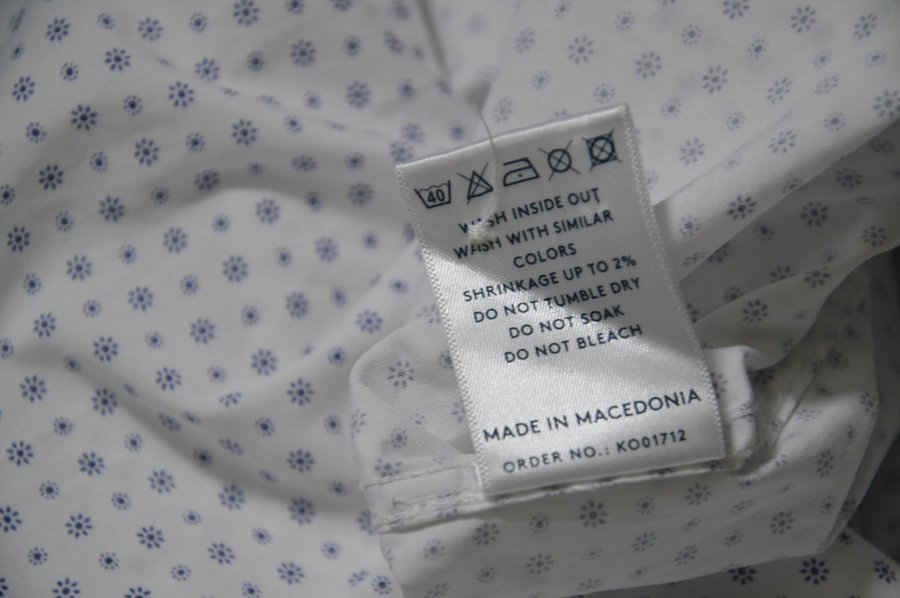 40
WASH INSIDE OUT
WASH WITH SIMILAR
COLORS
SHRINKAGE UP TO 2%
DO NOT TUMBLE DRY
DO NOT SOAK
DO NOT BLEACH
MADE IN MACEDONIA
ORDER NO.: KO01712